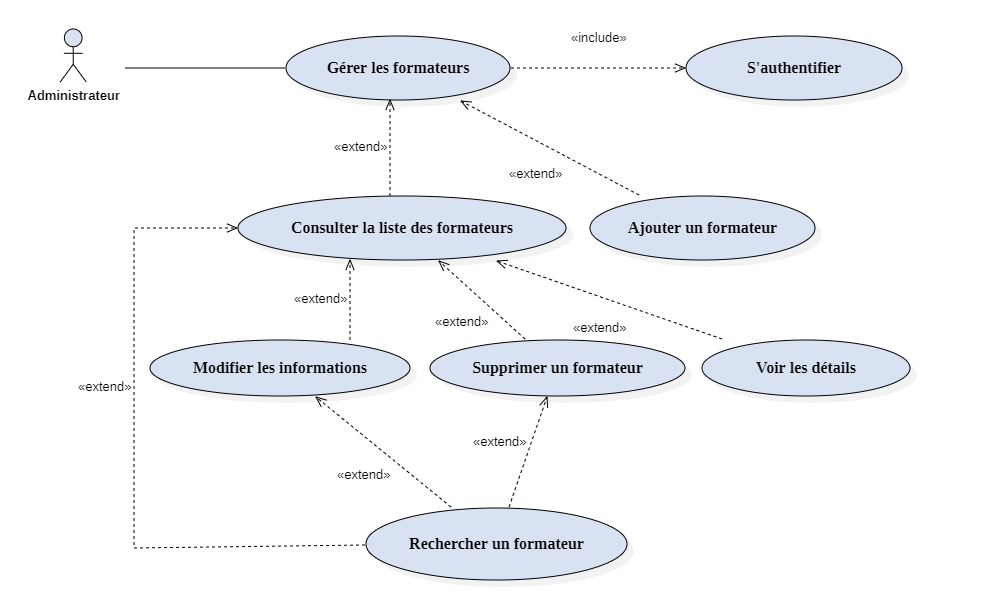 «include»
Gérer les formateurs
S'authentifier
Administrateur
«extend»
«extend»
Consulter la liste des formateurs
Ajouter un formateur
«extend»
«extend»
«extend»
Modifier les informations
Supprimer un formateur
Voir les détails
«extend»
«extend»
«extend»
Rechercher un formateur